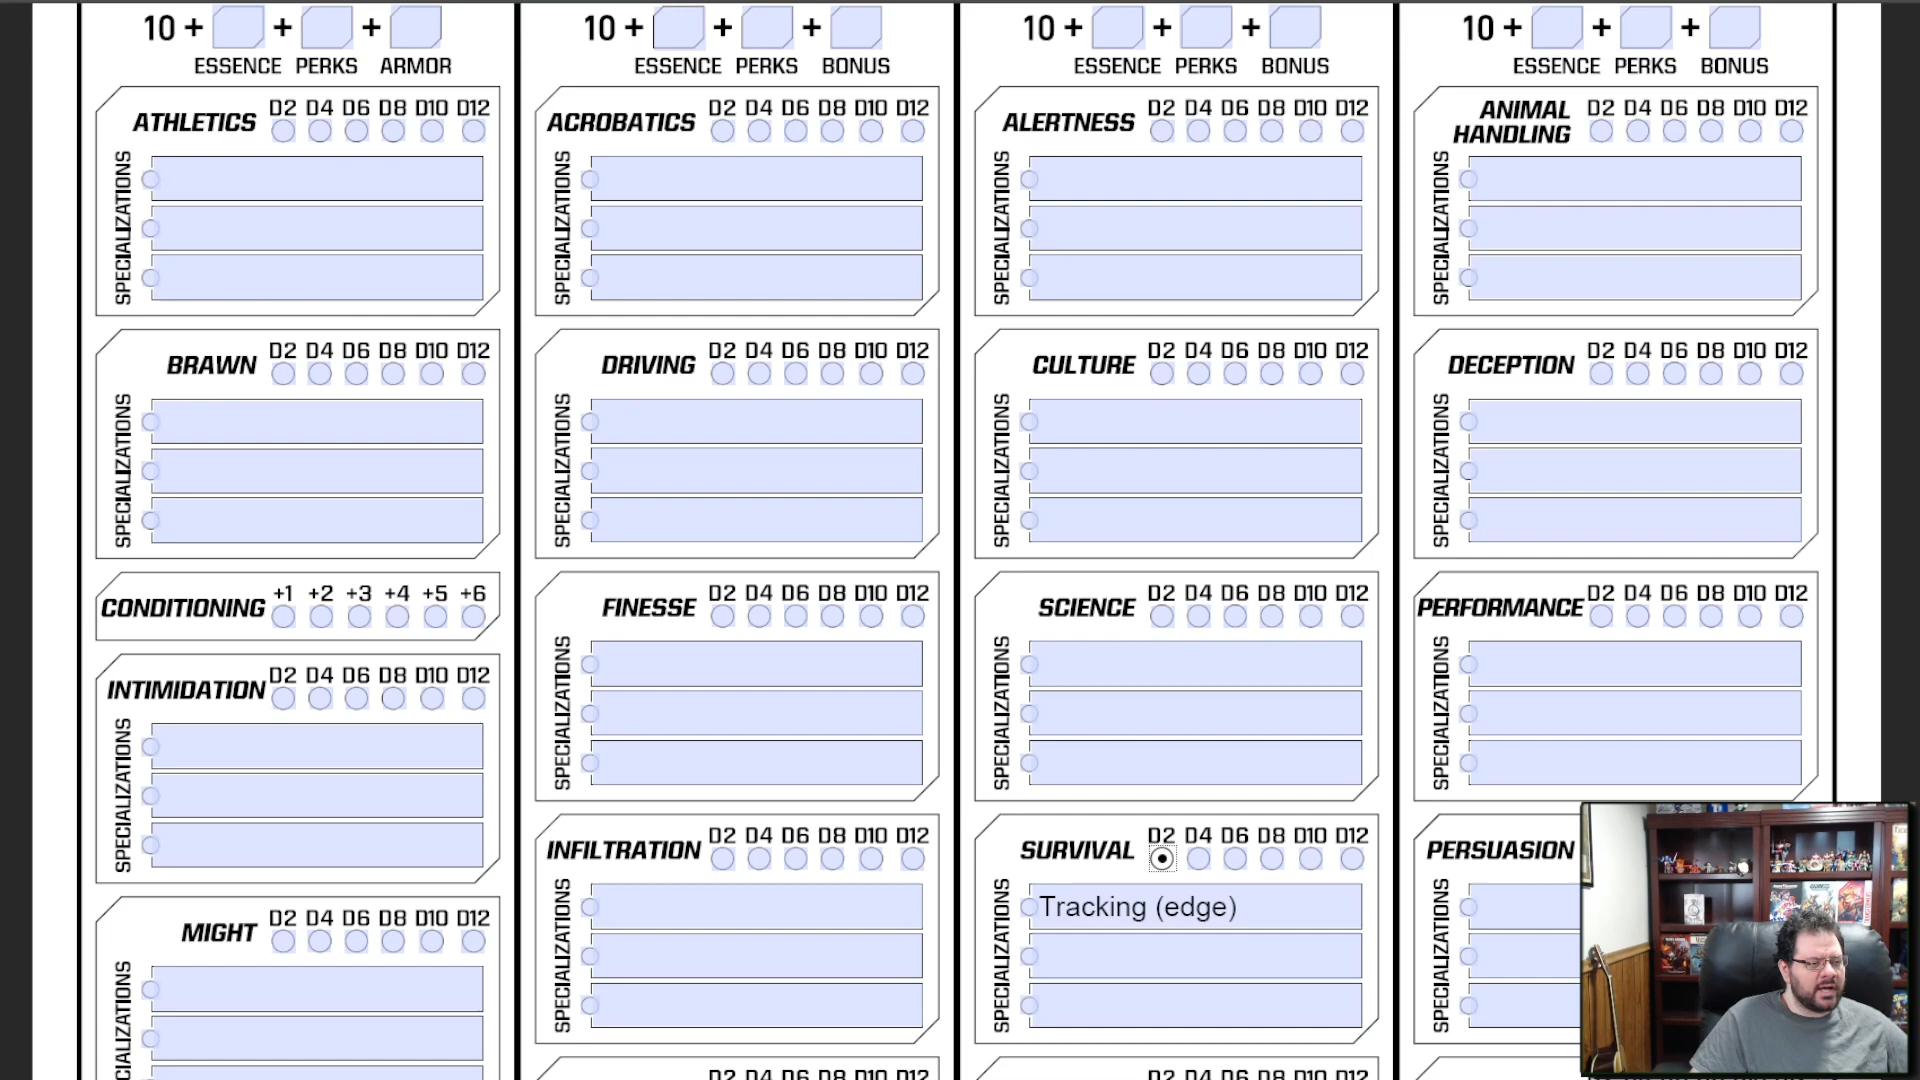 10 + + +
ESSENCE PERKS ARMOR
ATHLETICS D2 D4 D6 D8 D10 D12
SPECIALIZATIONS
BRAWN D2 D4 D6 D8 D10 D12
SPECIALIZATIONS
CONDITIONING +1 +2 +3 +4 +5 +6
INTIMIDATION D2 D4 D6 D8 D10 D12
SPECIALIZATIONS
MIGHT D2 D4 D6 D8 D10 D12
CIALIZATIONS
10 + + +
ESSENCE PERKS BONUS
ACROBATICS D2 D4 D6 D8 D10 D12
SPECIALIZATIONS
DRIVING D2 D4 D6 D8 D10 D12
SPECIALIZATIONS
FINESSE D2 D4 D6 D8 D10 D12
SPECIALIZATIONS
INFILTRATION D2 D4 D6 D8 D10 D12
SPECIALIZATIONS
D2 D4 D6 D8 D10 D12
10 + + +
ESSENCE PERKS BONUS
ALERTNESS D2 D4 D6 D8 D10 D12
SPECIALIZATIONS
CULTURE D2 D4 D6 D8 D10 D12
SPECIALIZATIONS
SCIENCE D2 D4 D6 D8 D10 D12
SPECIALIZATIONS
SURVIVAL D2 D4 D6 D8 D10 D12
SPECIALIZATIONS
Tracking (edge)
D2 D4 D6 D8 D10 D12
10 + + +
ESSENCE PERKS BONUS
ANIMAL
HANDLING D2 D4 D6 D8 D10 D12
SPECIALIZATIONS
DECEPTION D2 D4 D6 D8 D10 D12
SPECIALIZATIONS
PERFORMANCE D2 D4 D6 D8 D10 D12
SPECIALIZATIONS
PERSUASION
SPECIALIZATIONS